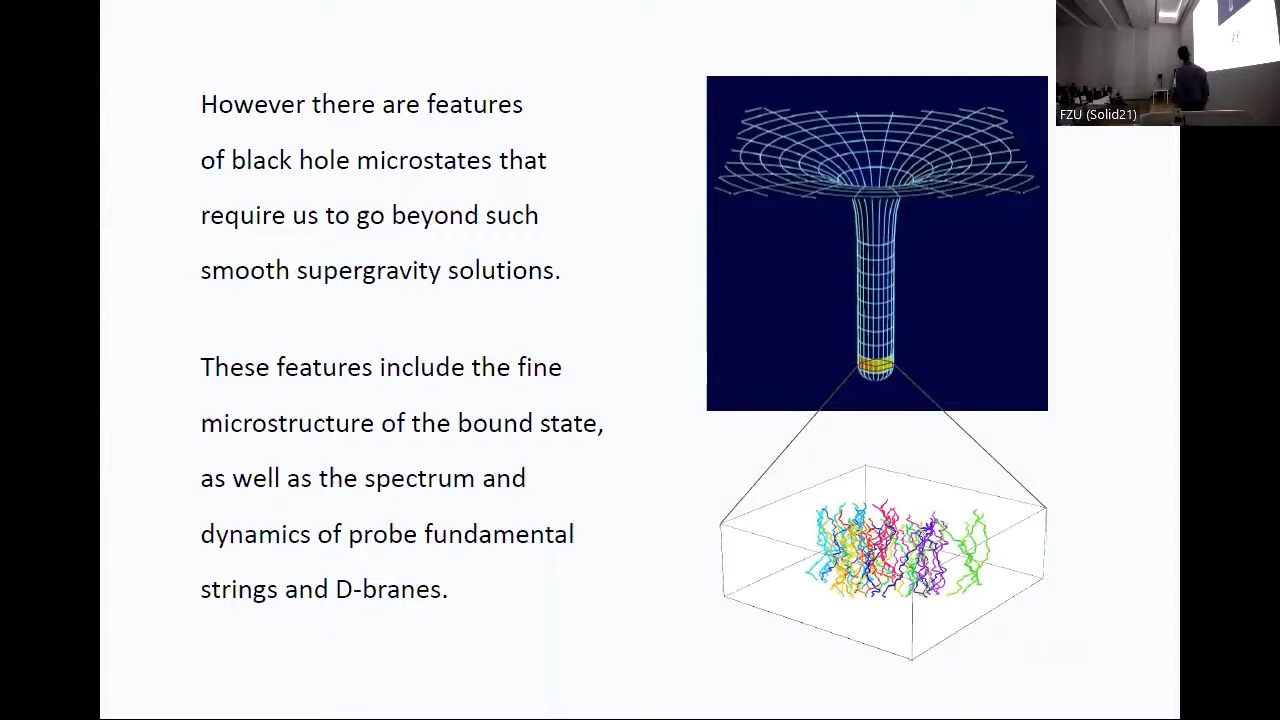 However there are features
of black hole microstates that
require us to go beyond such
smooth supergravity solutions.
These features include the fine
microstructure of the bound state,
as well as the spectrum and
dynamics of probe fundamental
strings and D-branes.
FZU (Solid21)